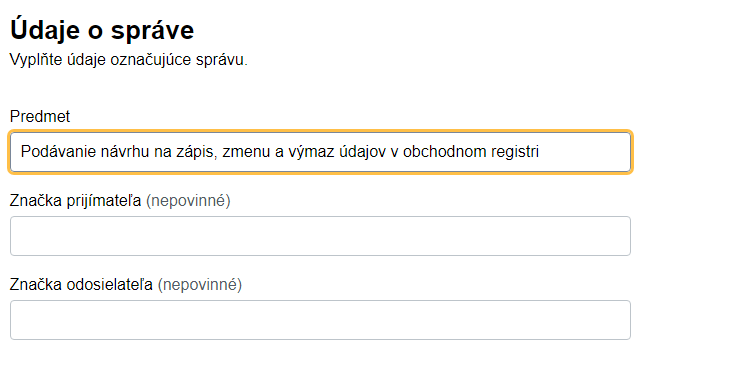 Údaje o správe
Vyplňte údaje označujúce správu.
Predmet
Podávanie návrhu na zápis, zmenu a výmaz údajov v obchodnom registri
Značka prijímateľa (nepovinné)
Značka odosielateľa (nepovinné)